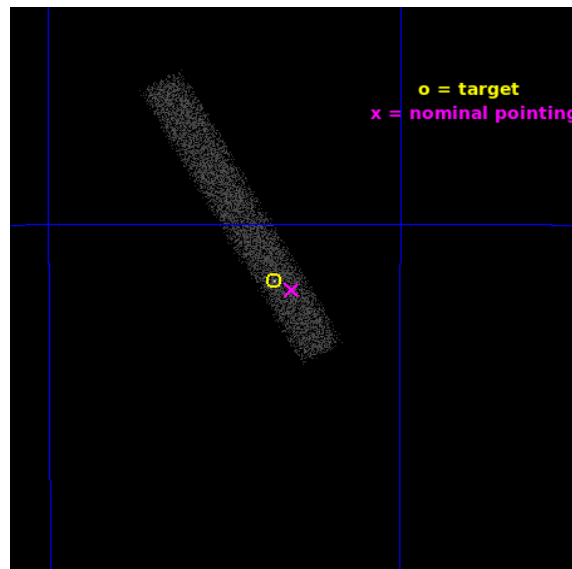 o = target
x = nominal pointing